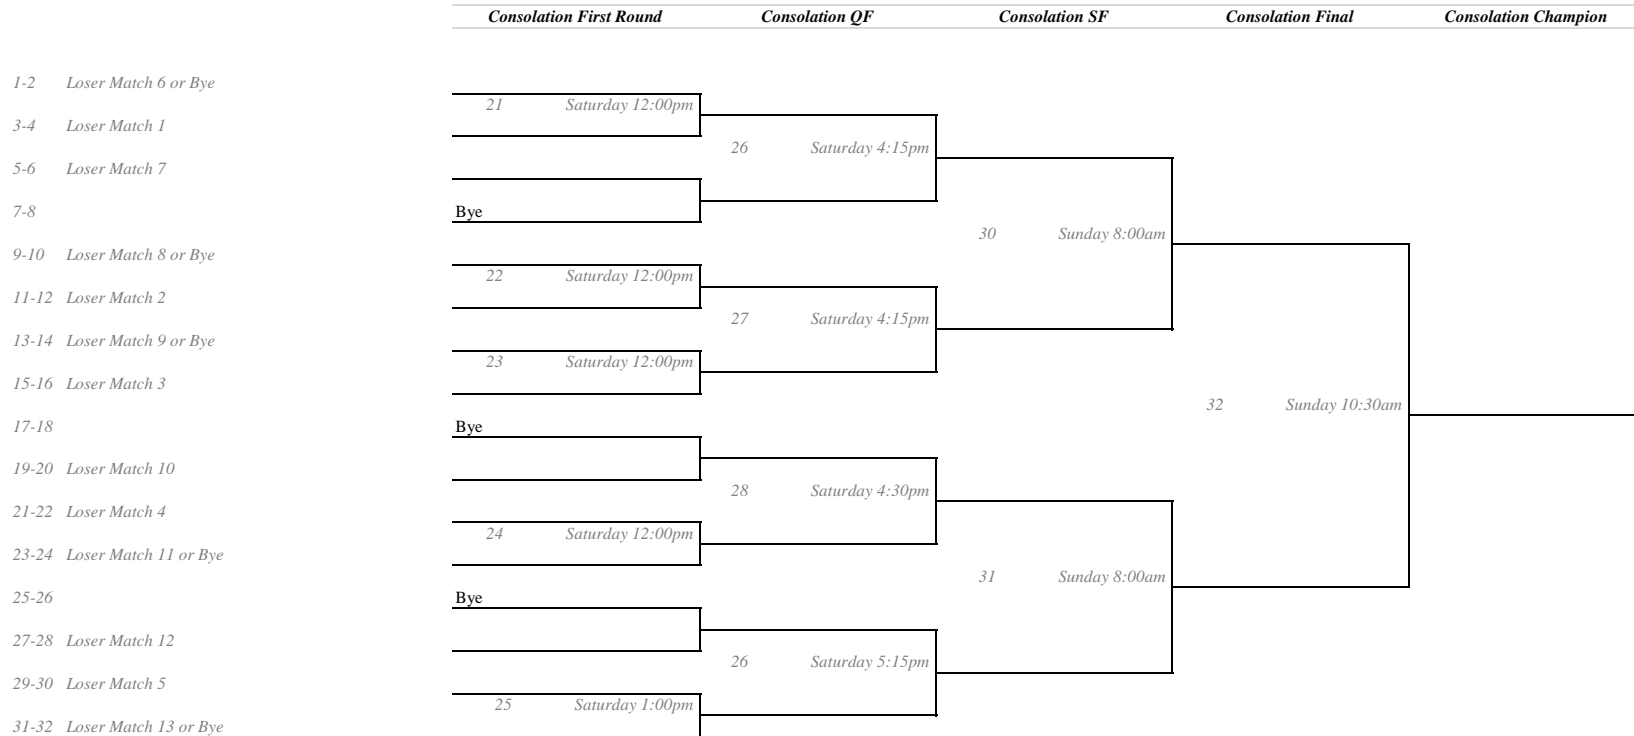 Consolation First Round Consolation QF Consolation SF Consolation Final Consolation Champion
1-2 Loser Match 6 or Bye
21 Saturday 12:00pm
3-4 Loser Match 1
26 Saturday 4:15pm
5-6 Loser Match 7
7-8 Bye
30 Sunday 8:00am
9-10 Loser Match 8 or Bye
22 Saturday 12:00pm
11-12 Loser Match 2
27 Saturday 4:15pm
13-14 Loser Match 9 or Bye
23 Saturday 12:00pm
15-16 Loser Match 3
32 Sunday 10:30am
17-18 Bye
19-20 Loser Match 10
28 Saturday 4:30pm
21-22 Loser Match 4
24 Saturday 12:00pm
23-24 Loser Match 11 or Bye
31 Sunday 8:00am
25-26 Bye
27-28 Loser Match 12
26 Saturday 5:15pm
29-30 Loser Match 5
25 Saturday 1:00pm
31-32 Loser Match 13 or Bye